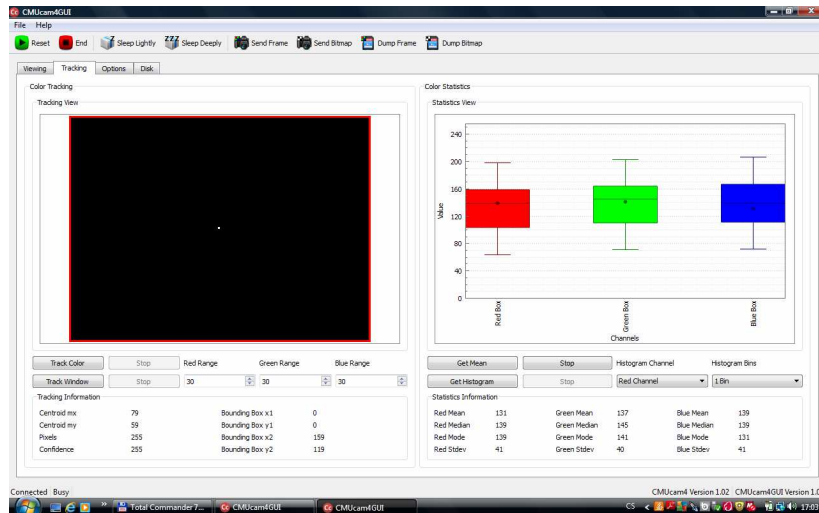 CMUcam4GUI
File Help
Reset End Sleep Lightly Sleep Deeply Send Frame Send Bitmap Dump Frame Dump Bitmap
Viewing Tracking Options Disk
Color Tracking
Tracking View
Track Color Stop Red Range Green Range Blue Range
Track Window Stop 30 30 30
Tracking Information
Centroid mx 79 Bounding Box x1 0
Centroid my 59 Bounding Box y1 0
Pixels 255 Bounding Box x2 159
Confidence 255 Bounding Box y2 119
Color Statistics
Statistics View
240
200
160
120
80
40
0
Value
Red Box
Green Box
Blue Box
Channels
Get Mean Stop Histogram Channel Histogram Bins
Get Histogram Stop Red Channel 1 Bin
Statistics Information
Red Mean 131 Green Mean 137 Blue Mean 139
Red Median 139 Green Median 145 Blue Median 139
Red Mode 139 Green Mode 141 Blue Mode 131
Red Stdev 41 Green Stdev 40 Blue Stdev 41
Connected Busy CMUcam4 Version 1.02 CMUcam4GUI Version 1.0
Total Commander 7... CMUcam4GUI CMUcam4GUI CS 17:03